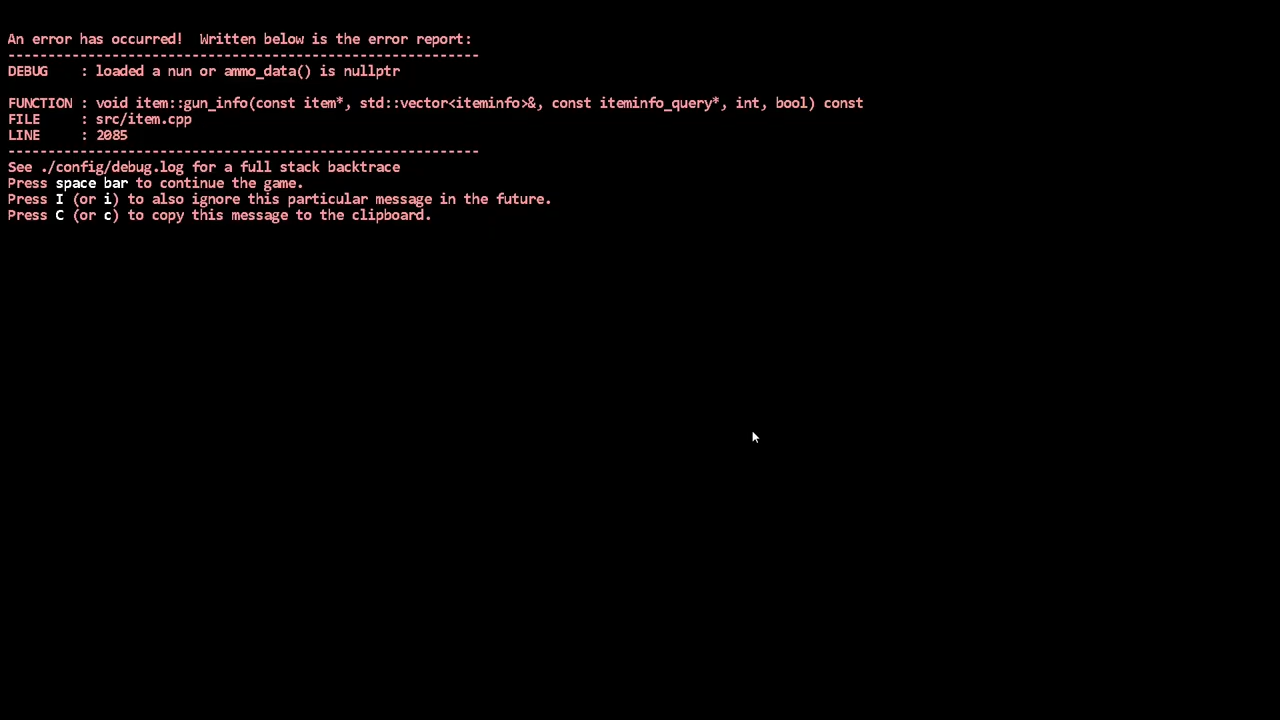 An error has occurred!  Written below is the error report:
-----------------------------------------------------------
DEBUG    : loaded a nun or ammo_data() is nullptr
FUNCTION : void item::gun_info(const item*, std::vector<iteminfo>&, const iteminfo_query*, int, bool) const
FILE     : src/item.cpp
LINE     : 2085
-----------------------------------------------------------
See ./config/debug.log for a full stack backtrace
Press space bar to continue the game.
Press I (or i) to also ignore this particular message in the future.
Press C (or c) to copy this message to the clipboard.